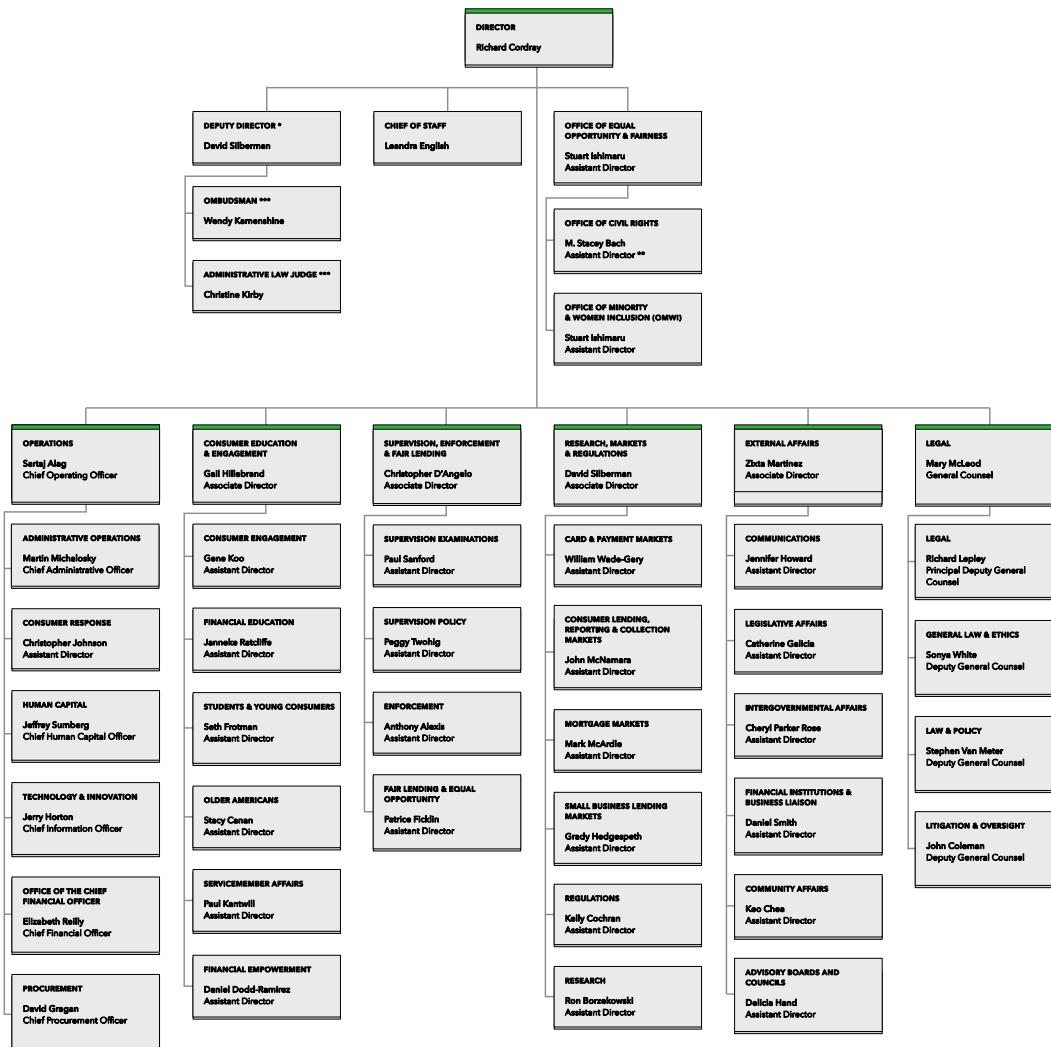 DIRECTOR
Richard Cordray
DEPUTY DIRECTOR *
David Silberman
CHIEF OF STAFF
Leandra English
OFFICE OF EQUAL
OPPORTUNITY & FAIRNESS
Stuart Ishimaru
Assistant Director
OMBUDSMAN ***
Wendy Kamenshine
ADMINISTRATIVE LAW JUDGE ***
Christine Kirby
OFFICE OF CIVIL RIGHTS
M. Stacey Bach
Assistant Director **
OFFICE OF MINORITY
& WOMEN INCLUSION (OMWI)
Stuart Ishimaru
Assistant Director
OPERATIONS
Sartaj Alag
Chief Operating Officer
ADMINISTRATIVE OPERATIONS
Martin Michalosky
Chief Administrative Officer
CONSUMER RESPONSE
Christopher Johnson
Assistant Director
HUMAN CAPITAL
Jeffrey Sumberg
Chief Human Capital Officer
TECHNOLOGY & INNOVATION
Jerry Horton
Chief Information Officer
OFFICE OF THE CHIEF
FINANCIAL OFFICER
Elizabeth Reilly
Chief Financial Officer
PROCUREMENT
David Gragan
Chief Procurement Officer
CONSUMER EDUCATION
& ENGAGEMENT
Gail Hillebrand
Associate Director
CONSUMER ENGAGEMENT
Gene Koo
Assistant Director
FINANCIAL EDUCATION
Janneke Ratcliffe
Assistant Director
STUDENTS & YOUNG CONSUMERS
Seth Frotman
Assistant Director
OLDER AMERICANS
Stacy Canan
Assistant Director
SERVICEMEMBER AFFAIRS
Paul Kantwill
Assistant Director
FINANCIAL EMPOWERMENT
Daniel Dodd-Ramirez
Assistant Director
SUPERVISION, ENFORCEMENT
& FAIR LENDING
Christopher D'Angelo
Associate Director
SUPERVISION EXAMINATIONS
Paul Sanford
Assistant Director
SUPERVISION POLICY
Peggy Twohig
Assistant Director
ENFORCEMENT
Anthony Alexis
Assistant Director
FAIR LENDING & EQUAL
OPPORTUNITY
Patrice Ficklin
Assistant Director
RESEARCH, MARKETS
& REGULATIONS
David Silberman
Associate Director
CARD & PAYMENT MARKETS
William Wade-Gery
Assistant Director
CONSUMER LENDING,
REPORTING & COLLECTION
MARKETS
John McNamara
Assistant Director
MORTGAGE MARKETS
Mark McArdle
Assistant Director
SMALL BUSINESS LENDING
MARKETS
Grady Hedgespeth
Assistant Director
REGULATIONS
Kelly Cochran
Assistant Director
RESEARCH
Ron Borzekowski
Assistant Director
EXTERNAL AFFAIRS
Zixta Martinez
Associate Director
COMMUNICATIONS
Jennifer Howard
Assistant Director
LEGISLATIVE AFFAIRS
Catherine Galicia
Assistant Director
INTERGOVERNMENTAL AFFAIRS
Cheryl Parker Rose
Assistant Director
FINANCIAL INSTITUTIONS &
BUSINESS LIAISON
Daniel Smith
Assistant Director
COMMUNITY AFFAIRS
Keo Chea
Assistant Director
ADVISORY BOARDS AND
COUNCILS
Delicia Hand
Assistant Director
LEGAL
Mary McLeod
General Counsel
LEGAL
Richard Lepley
Principal Deputy General
Counsel
GENERAL LAW & ETHICS
Sonya White
Deputy General Counsel
LAW & POLICY
Stephen Van Meter
Deputy General Counsel
LITIGATION & OVERSIGHT
John Coleman
Deputy General Counsel